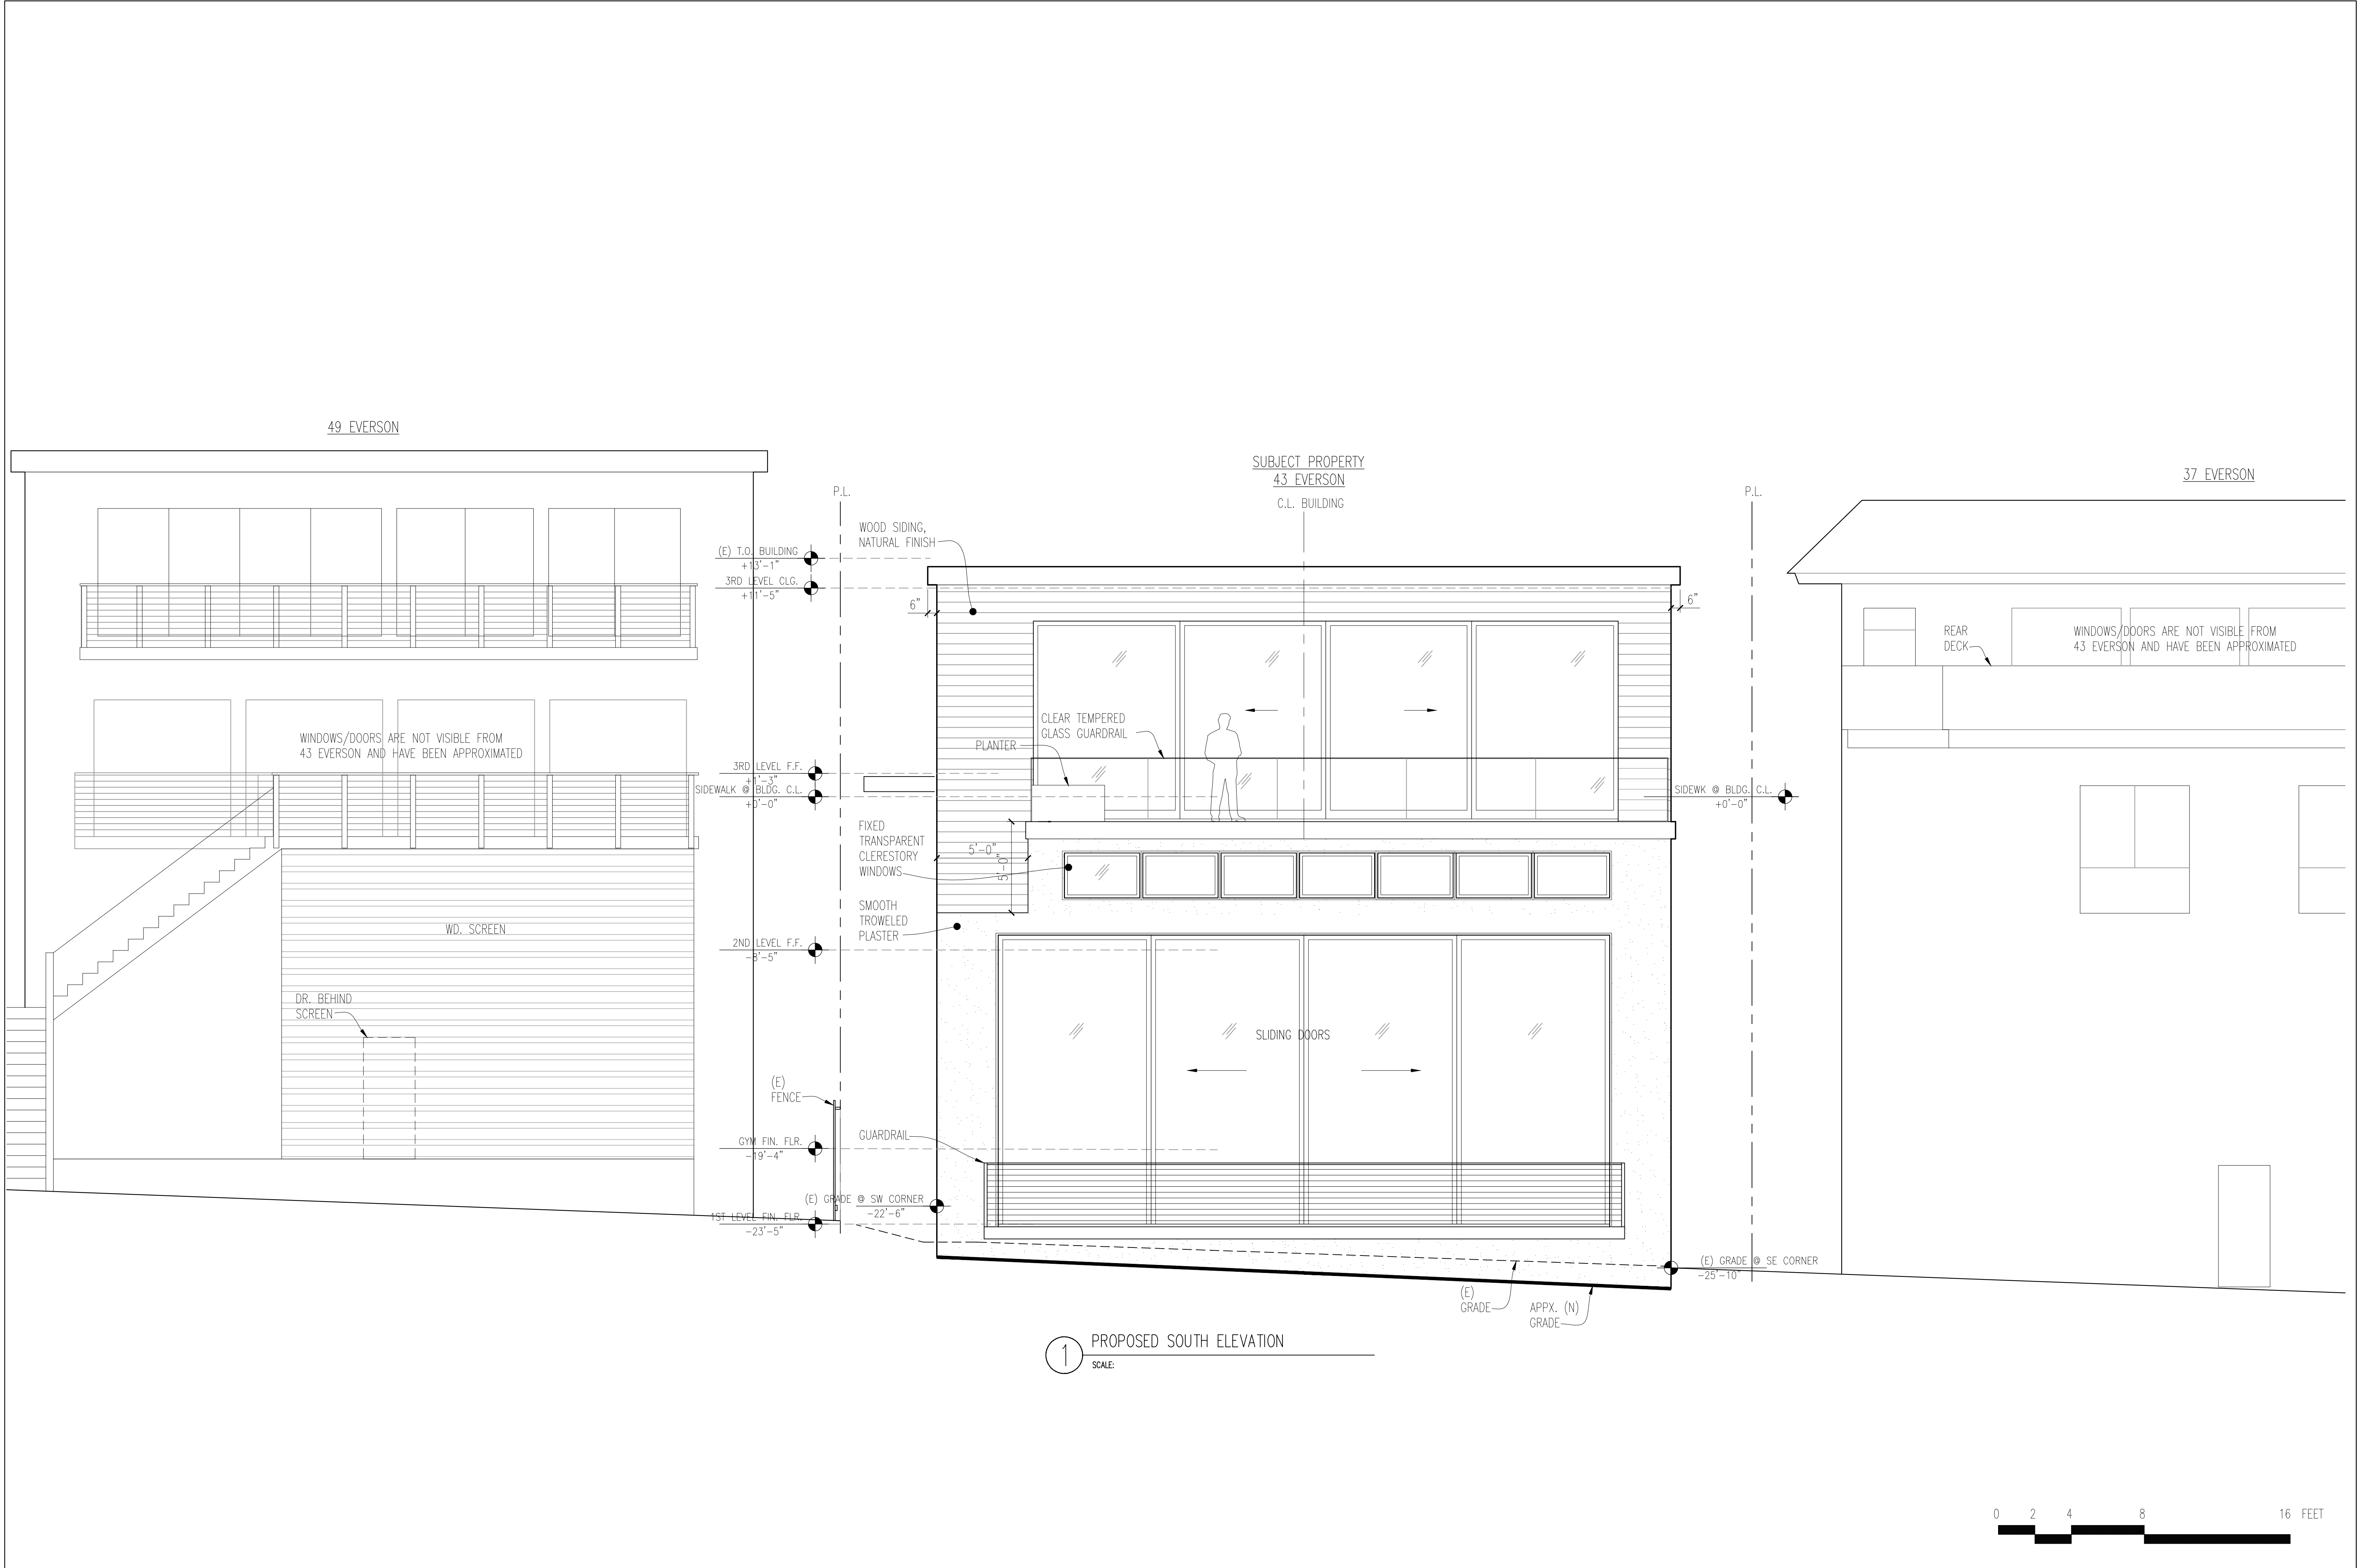 49 EVERSON
SUBJECT PROPERTY
43 EVERSON
C.L. BUILDING
37 EVERSON
P.L.
P.L.
WOOD SIDING,
NATURAL FINISH
(E) T.O. BUILDING
+13'-1"
3RD LEVEL CLG.
+11'-5"
6"
6"
REAR
DECK
WINDOWS/DOORS ARE NOT VISIBLE FROM
43 EVERSON AND HAVE BEEN APPROXIMATED
WINDOWS/DOORS ARE NOT VISIBLE FROM
43 EVERSON AND HAVE BEEN APPROXIMATED
CLEAR TEMPERED
GLASS GUARDRAIL
PLANTER
3RD LEVEL F.F.
+1'-3"
SIDEWALK @ BLDG. C.L.
+0'-0"
SIDEWK @ BLDG. C.L.
+0'-0"
FIXED
TRANSPARENT
CLERESTORY
WINDOWS
5'-0"
5'-0"
SMOOTH
TROWELED
PLASTER
WD. SCREEN
2ND LEVEL F.F.
-8'-5"
DR. BEHIND
SCREEN
SLIDING DOORS
(E)
FENCE
GUARDRAIL
GYM FIN. FLR.
-19'-4"
(E) GRADE @ SW CORNER
-22'-6"
1ST LEVEL FIN. FLR.
-23'-5"
(E) GRADE @ SE CORNER
-25'-10"
(E)
GRADE
APPX. (N)
GRADE
1
PROPOSED SOUTH ELEVATION
SCALE:
0 2 4 8 16 FEET